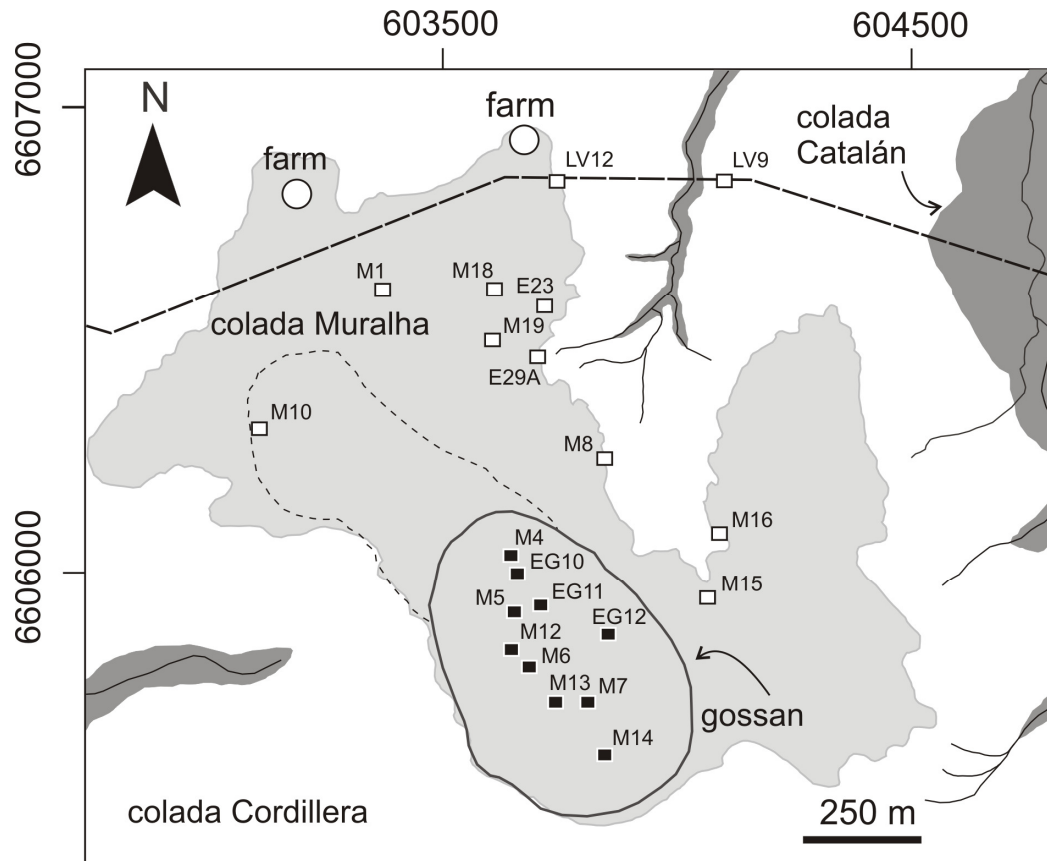 603500
604500
6607000
N
farm
farm
colada
Catalán
LV12
LV9
M1
M18
E23
colada Muralha
M19
E29A
M10
M8
M16
M4
EG10
6606000
M5
EG11
M15
EG12
M12
M6
M13
M7
gossan
M14
colada Cordillera
250 m